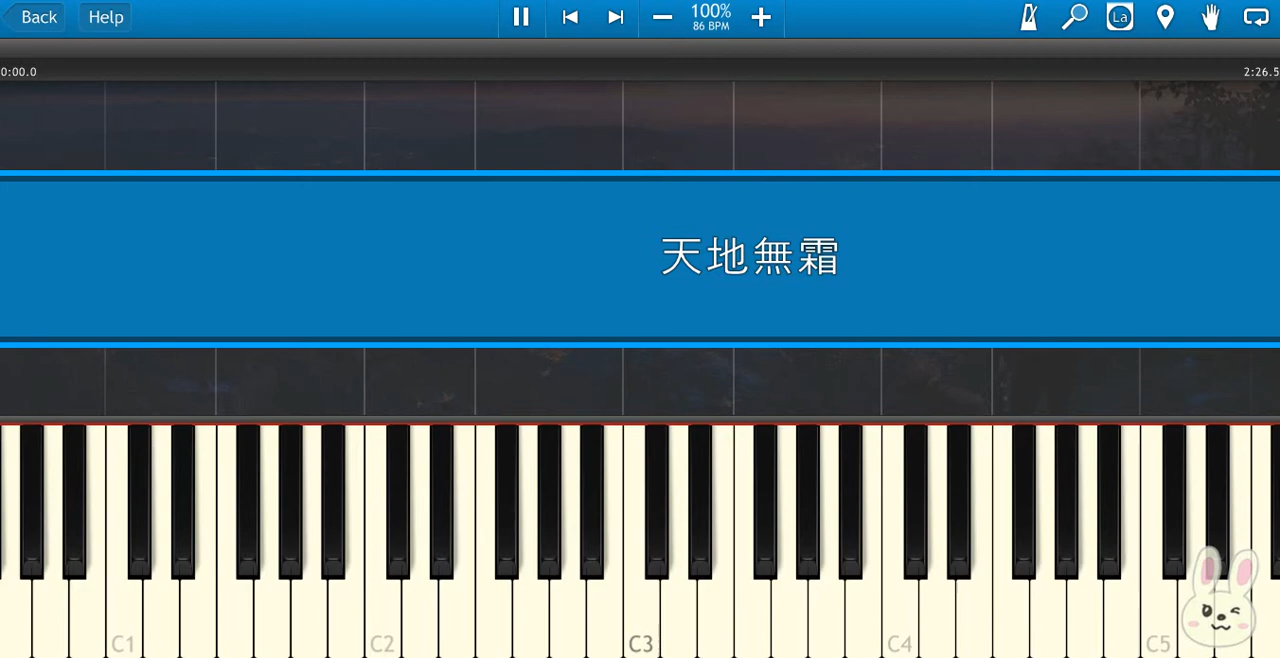 Back Help 100% La
86 BPM
0:00.0 2:26.5
天地無霜
C1 C2 C3 C4 C5